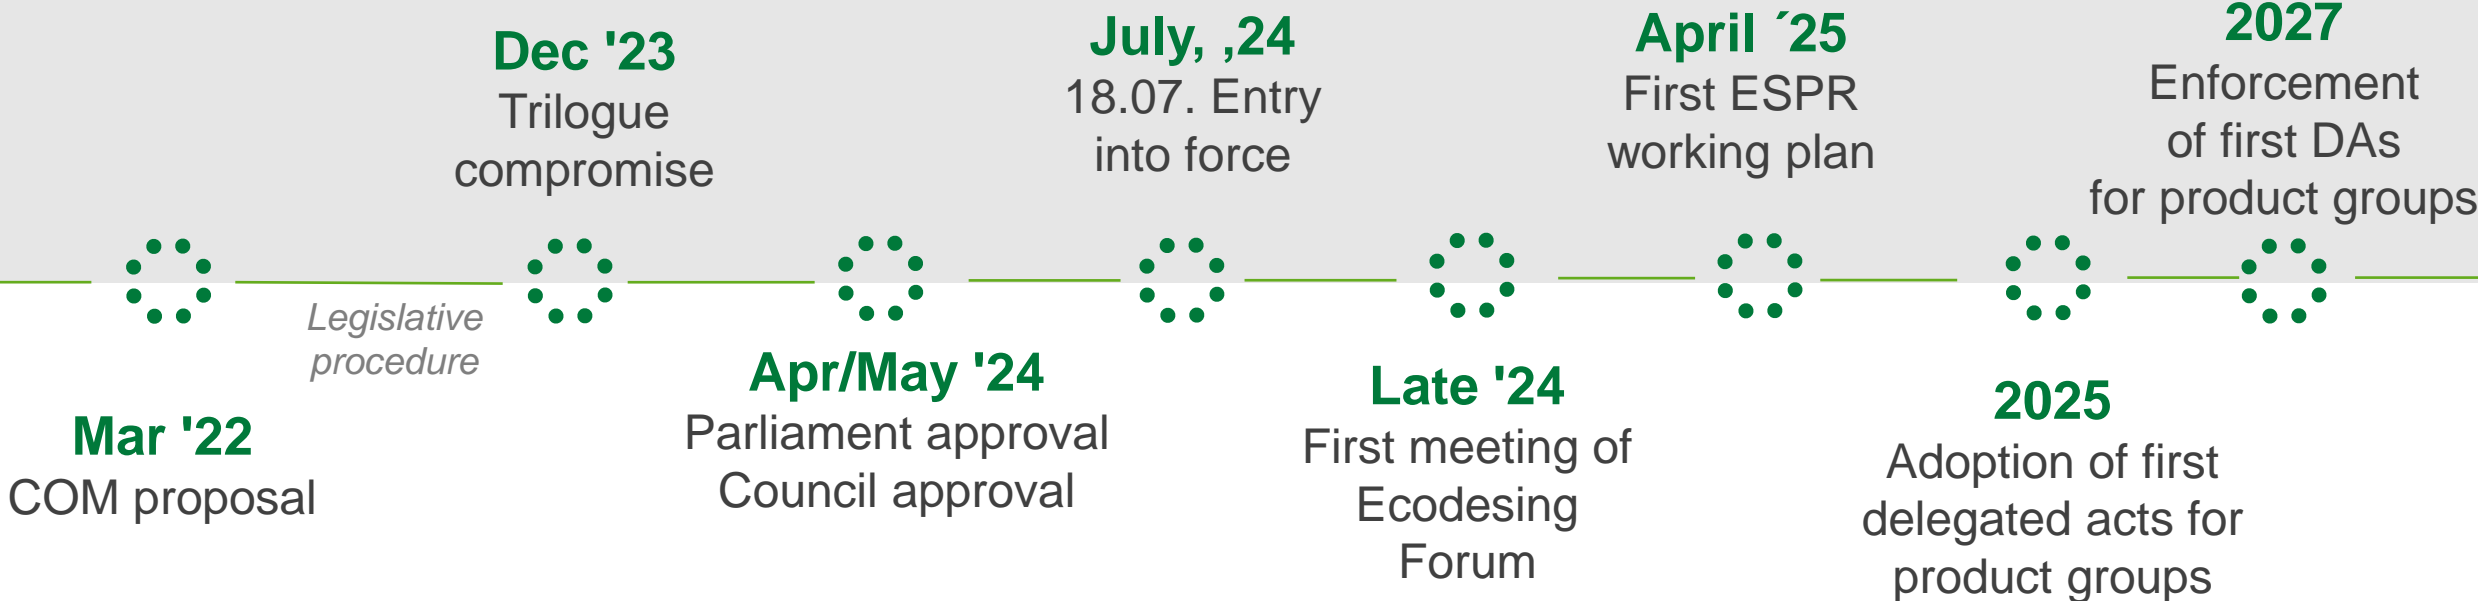 Mar '22
COM proposal
Legislative
procedure
Dec '23
Trilogue
compromise
Apr/May '24
Parliament approval
Council approval
July, ,24
18.07. Entry
into force
Late '24
First meeting of
Ecodesing
Forum
April ´25
First ESPR
working plan
2025
Adoption of first
delegated acts for
product groups
2027
Enforcement
of first DAs
for product groups